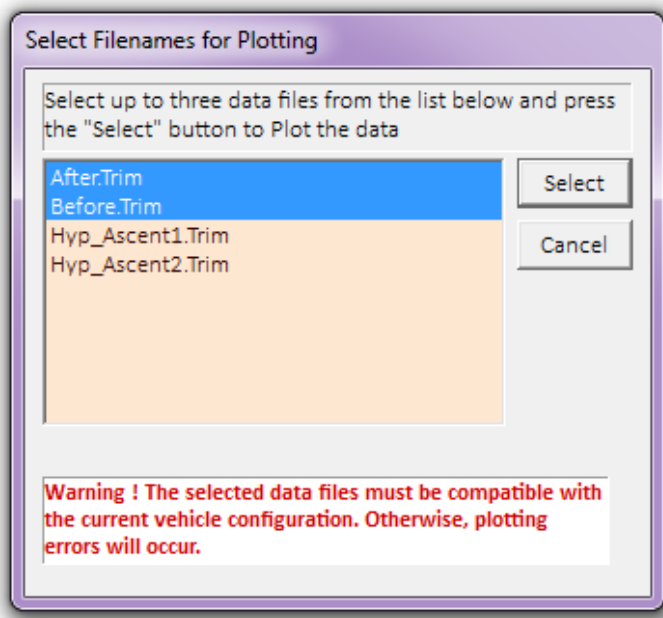 Select Filenames for Plotting
Select up to three data files from the list below and press
the "Select" button to Plot the data
After.Trim
Before.Trim
Hyp_Ascent1.Trim
Hyp_Ascent2.Trim
Select
Cancel
Warning ! The selected data files must be compatible with
the current vehicle configuration. Otherwise, plotting
errors will occur.